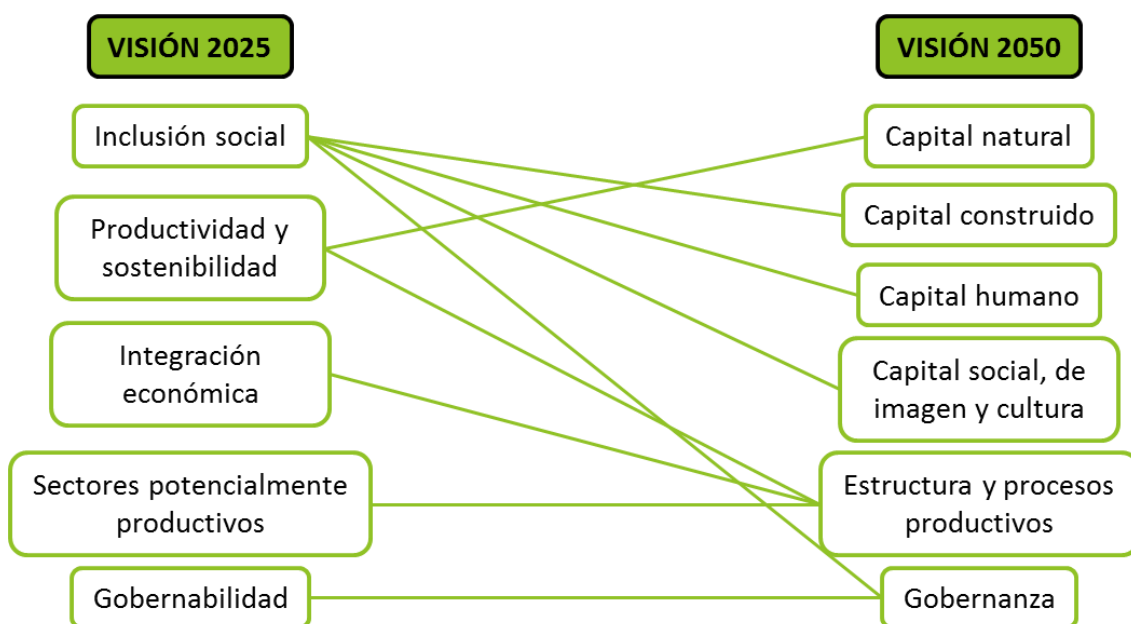 VISIÓN 2025
Inclusión social
Productividad y
sostenibilidad
Integración
económica
Sectores potencialmente
productivos
Gobernabilidad
VISIÓN 2050
Capital natural
Capital construido
Capital humano
Capital social, de
imagen y cultura
Estructura y procesos
productivos
Gobernanza